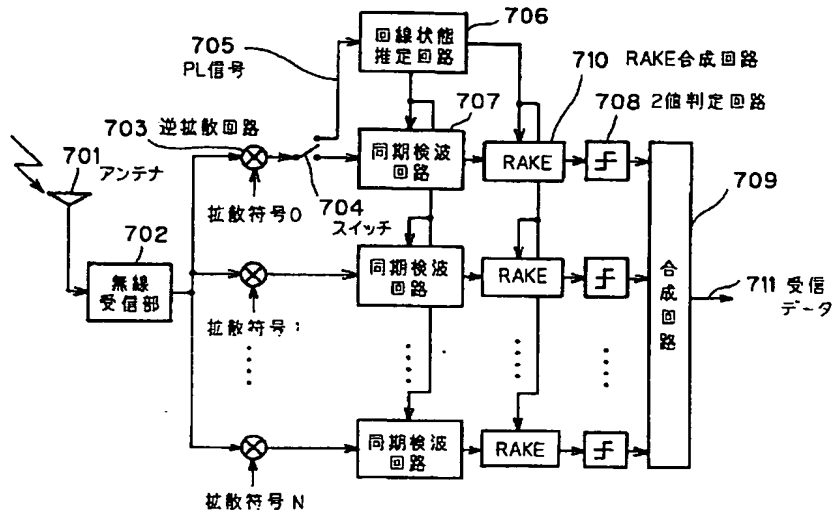 706
705
PL信号
回線状態
推定回路
710 RAKE合成回路
707
708 2値判定回路
703 逆拡散回路
701
アンテナ
同期検波
回路
RAKE
709
拡散符号0
704
スイッチ
702
無線
受信部
同期検波
回路
RAKE
合成回路
711 受信
データ
拡散符号1
同期検波
回路
RAKE
拡散符号N